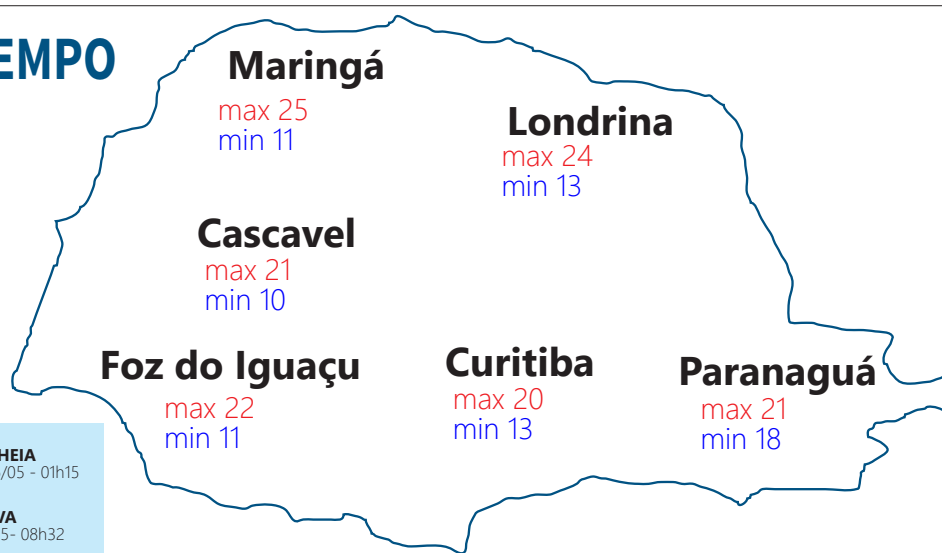 EMPO
Maringá
max 25
min 11
Londrina
max 24
min 13
Cascavel
max 21
min 10
Foz do Iguaçu
max 22
min 11
Curitiba
max 20
min 13
Paranaguá
max 21
min 18
HEIA
/05 - 01h15
VA
5- 08h32